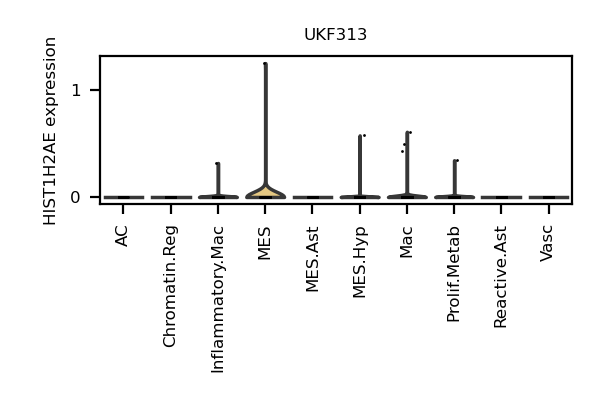 UKF313
HIST1H2AE expression
1
0
AC
Chromatin.Reg
Inflammatory.Mac
MES
MES.Ast
MES.Hyp
Mac
Prolif.Metab
Reactive.Ast
Vasc